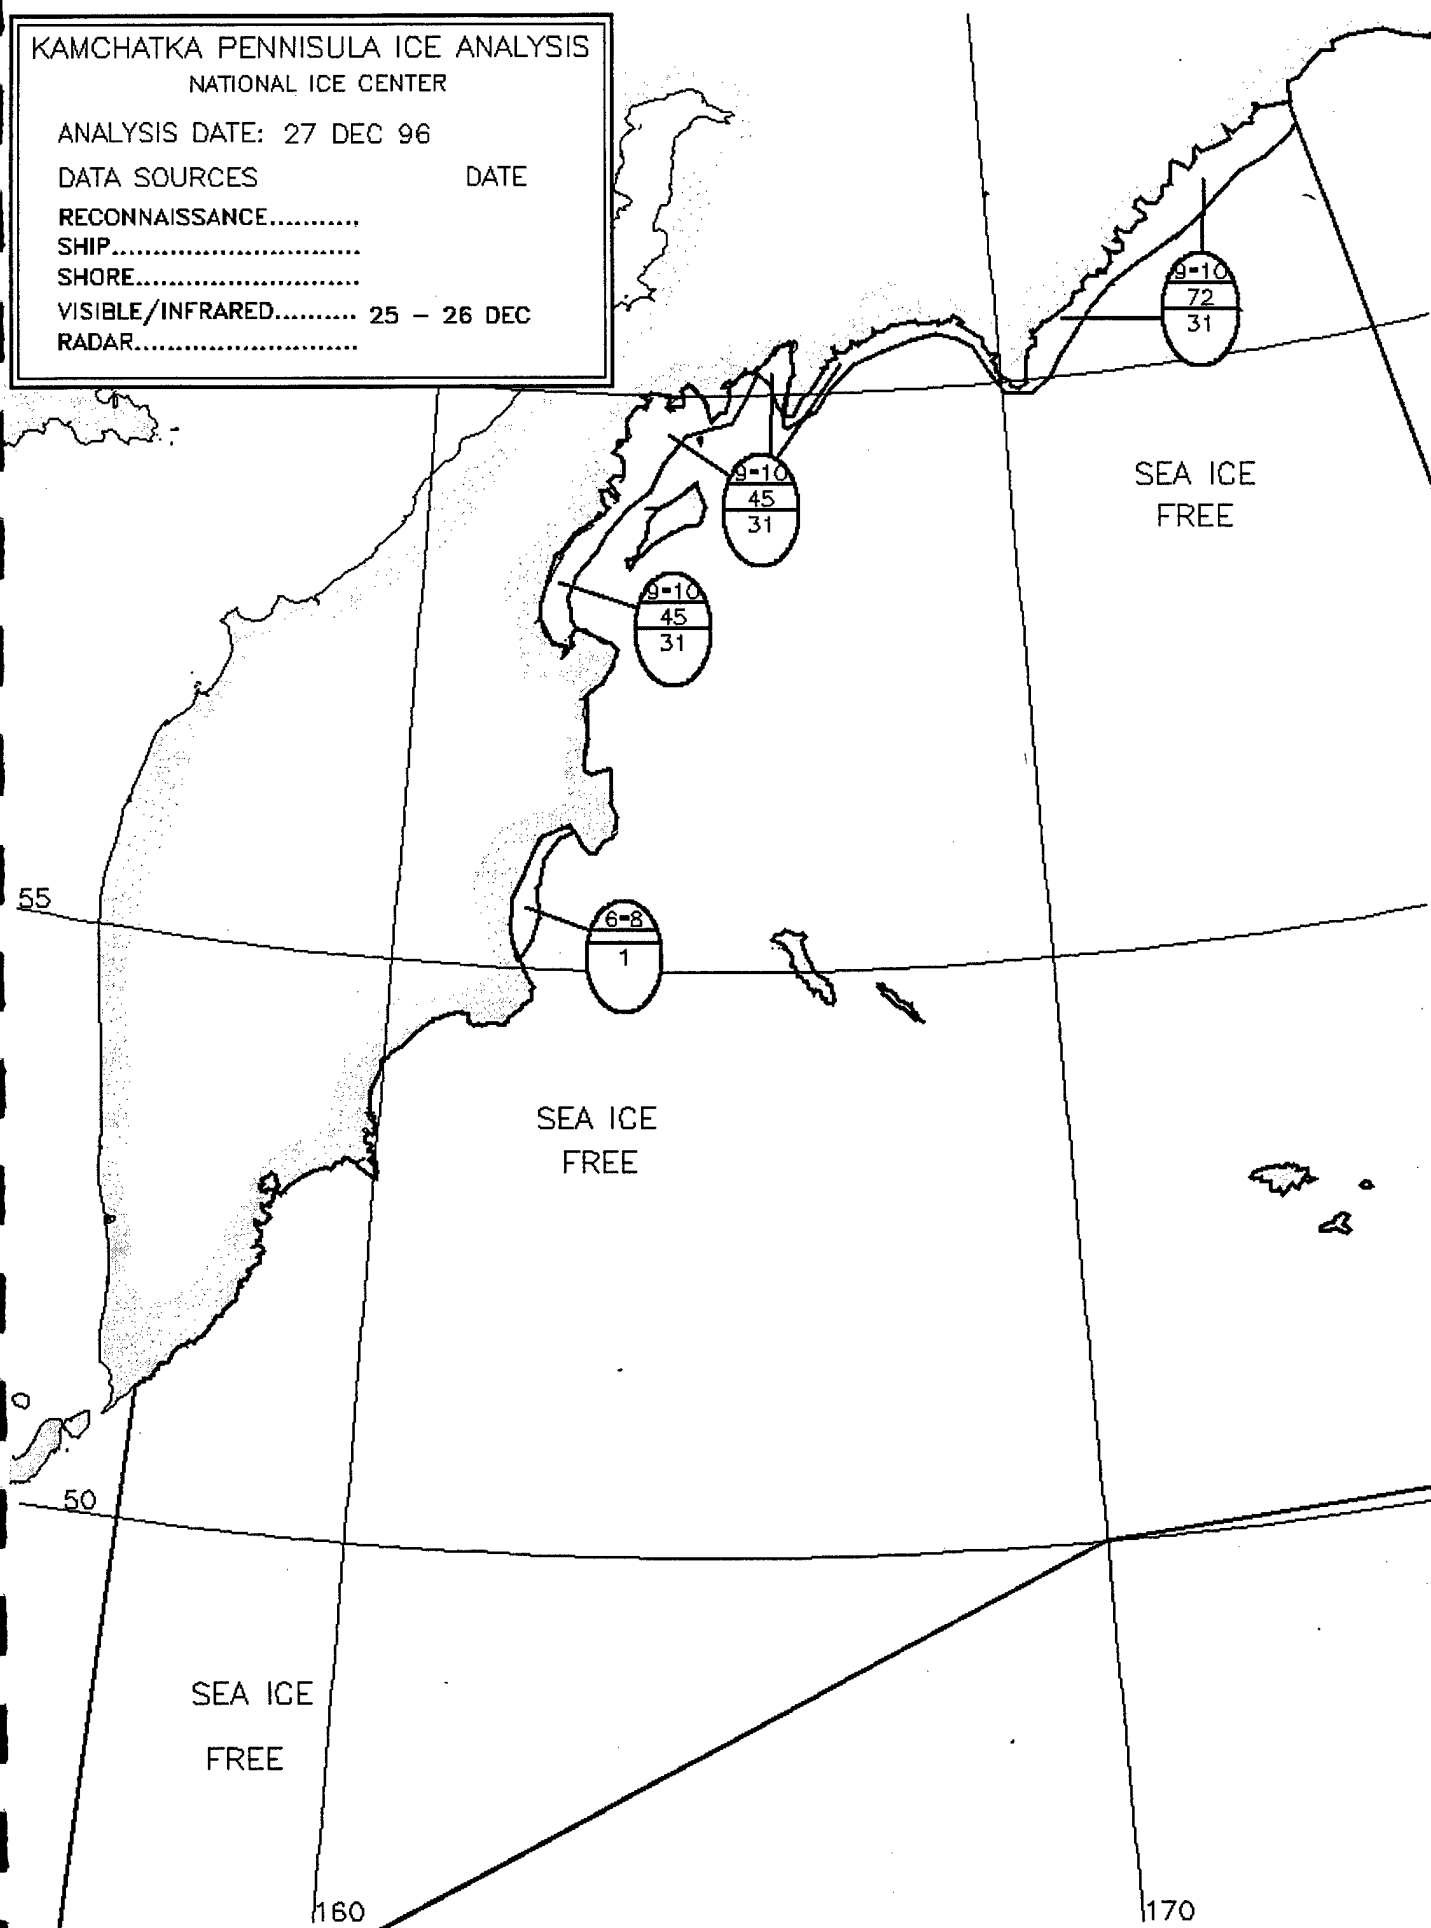 KAMCHATKA PENNISULA ICE ANALYSIS
NATIONAL ICE CENTER
ANALYSIS DATE: 27 DEC 96
DATA SOURCES DATE
RECONNAISSANCE...........
SHIP..............................
SHORE...........................
VISIBLE/INFRARED.......... 25 - 26 DEC
RADAR...........................
9-10
72
31
SEA ICE
FREE
9-10
45
31
9-10
45
31
55
6-8
1
SEA ICE
FREE
50
SEA ICE
FREE
160
170